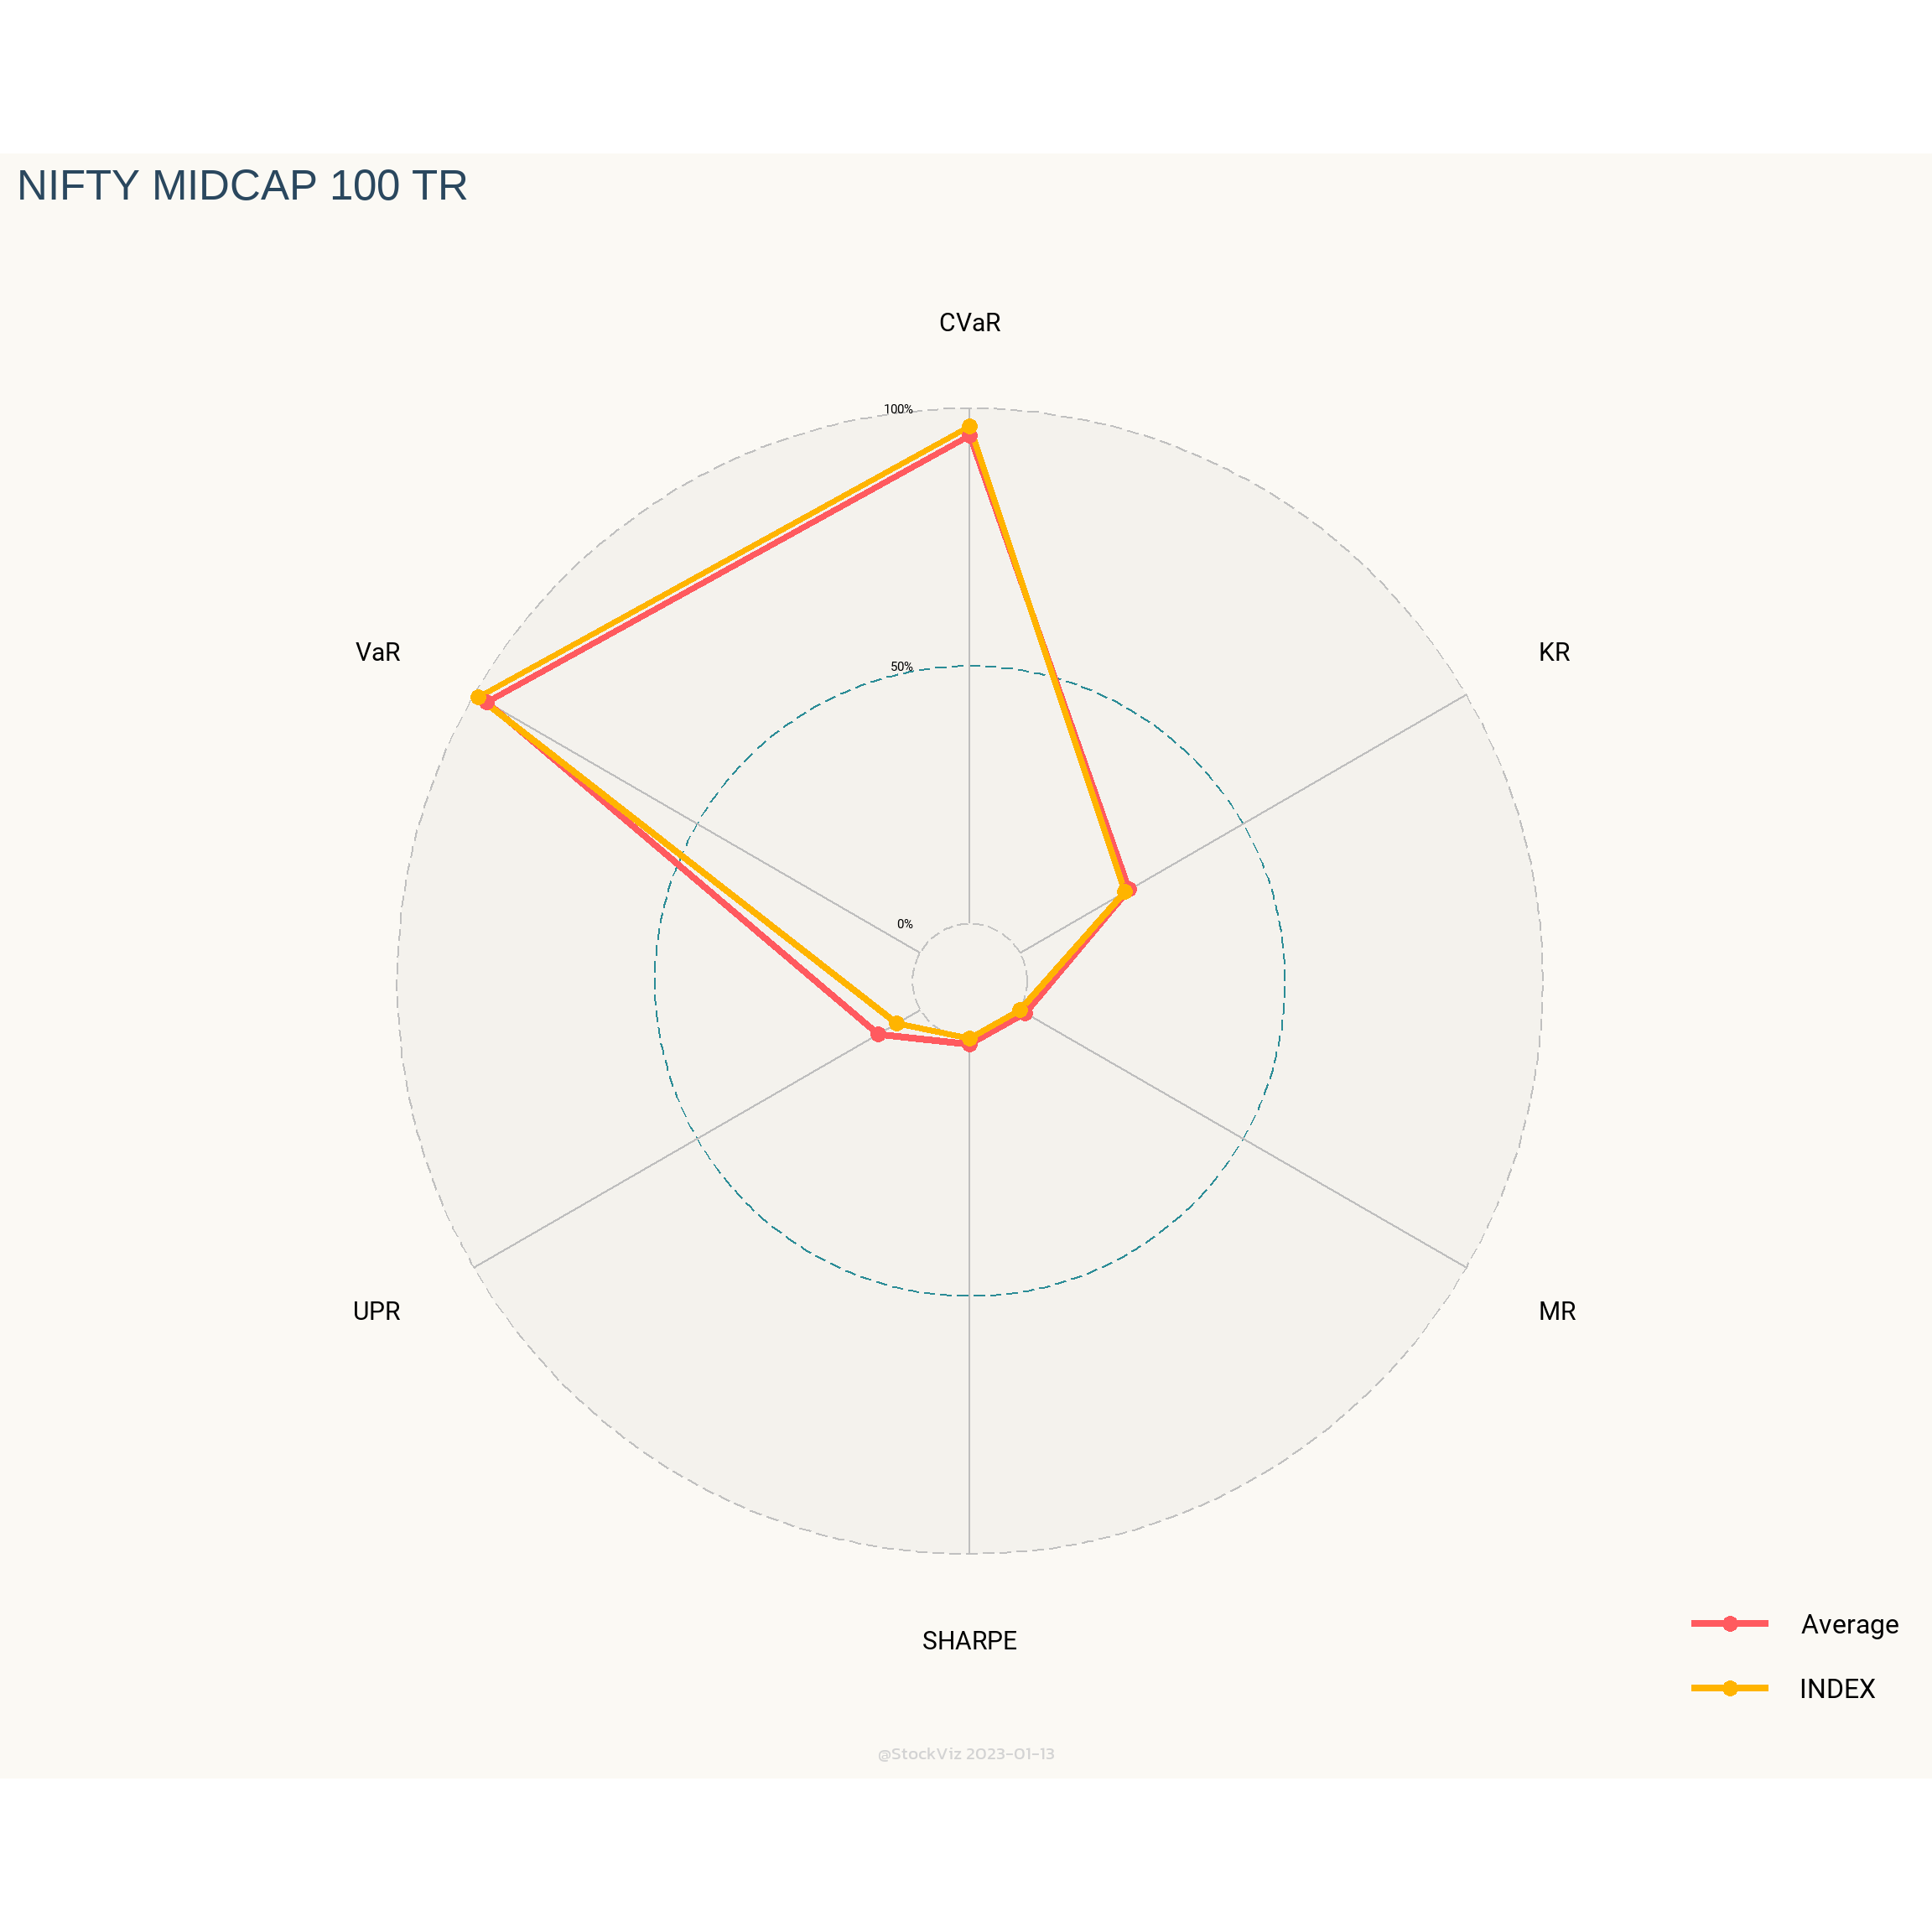 NIFTY MIDCAP 100 TR
CVaR
100%
VaR
KR
50%
0%
UPR
MR
SHARPE
Average
INDEX
@StockViz 2023-01-13